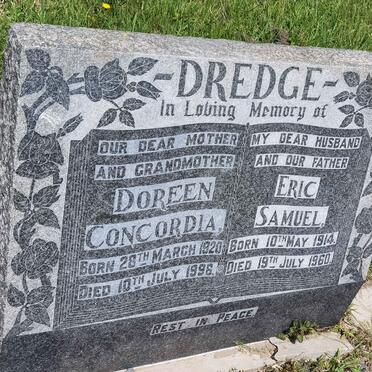 DREDGE
In Loving Memory of
OUR DEAR MOTHER
AND GRANDMOTHER
DOREEN
CONCORDIA,
BORN 28TH MARCH 1920
DIED 10TH JULY 1998.
MY DEAR HUSBAND
AND OUR FATHER
ERIC
SAMUEL,
BORN 10TH MAY 1914,
DIED 19TH JULY 1960.
REST IN PEACE.